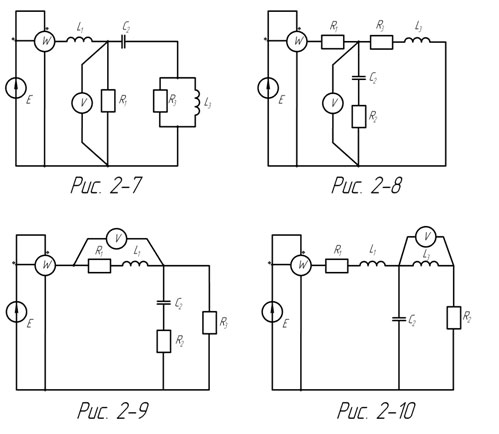 L₁ C₂
W
E V R₁ R₃ L₃
Рис. 2-7
R₁ R₃ L₃
W
C₂
E V R₂
Рис. 2-8
V
R₁ L₁
W
C₂
E R₂ R₃
Рис. 2-9
V
R₁ L₁ L₃
W
E C₂ R₂
Рис. 2-10